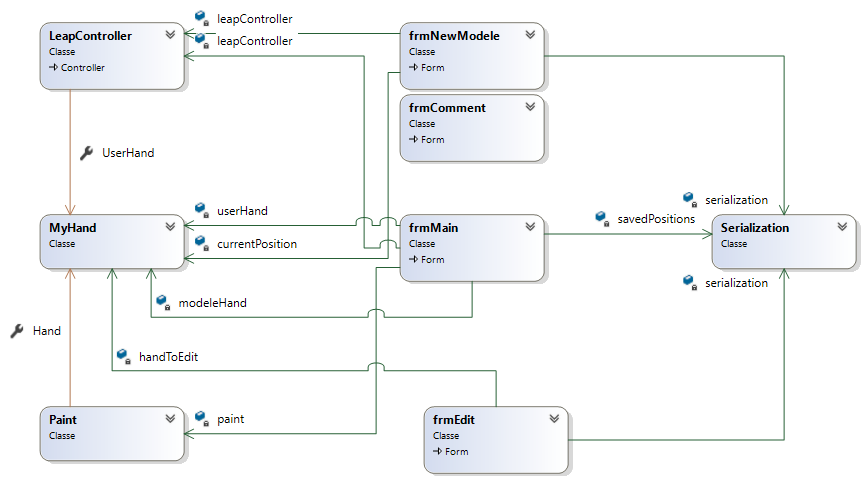 LeapController
Classe
Controller
leapController
leapController
frmNewModele
Classe
Form
frmComment
Classe
Form
UserHand
serialization
savedPositions
userHand
currentPosition
MyHand
Classe
frmMain
Classe
Form
Serialization
Classe
serialization
modeleHand
Hand
handToEdit
Paint
Classe
paint
frmEdit
Classe
Form